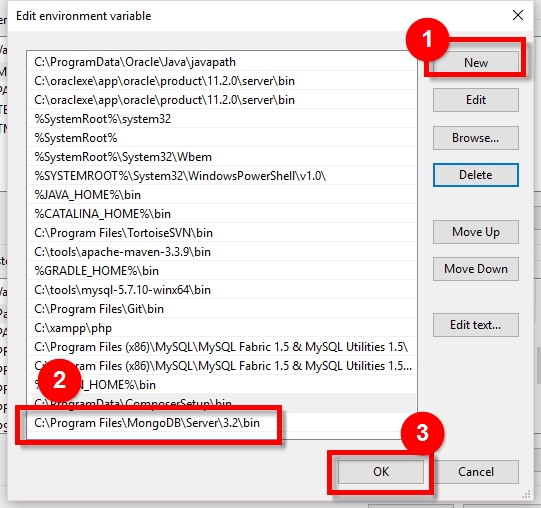 Edit environment variable
1
C:\ProgramData\Oracle\Java\javapath
New
C:\oraclexe\app\oracle\product\11.2.0\server\bin
C:\oraclexe\app\oracle\product\11.2.0\server\bin
Edit
%SystemRoot%\system32
%SystemRoot%
Browse...
%SystemRoot%\System32\Wbem
%SYSTEMROOT%\System32\WindowsPowerShell\v1.0\
Delete
%JAVA_HOME%\bin
%CATALINA_HOME%\bin
C:\Program Files\TortoiseSVN\bin
Move Up
C:\tools\apache-maven-3.3.9\bin
%GRADLE_HOME%\bin
Move Down
C:\tools\mysql-5.7.10-winx64\bin
C:\Program Files\Git\bin
C:\xampp\php
Edit text...
C:\Program Files (x86)\MySQL\MySQL Fabric 1.5 & MySQL Utilities 1.5\
C:\Program Files (x86)\MySQL\MySQL Fabric 1.5 & MySQL Utilities 1.5...
2
_HOME%\bin
C:\ProgramData\ComposerSetup\bin
C:\Program Files\MongoDB\Server\3.2\bin
3
OK
Cancel